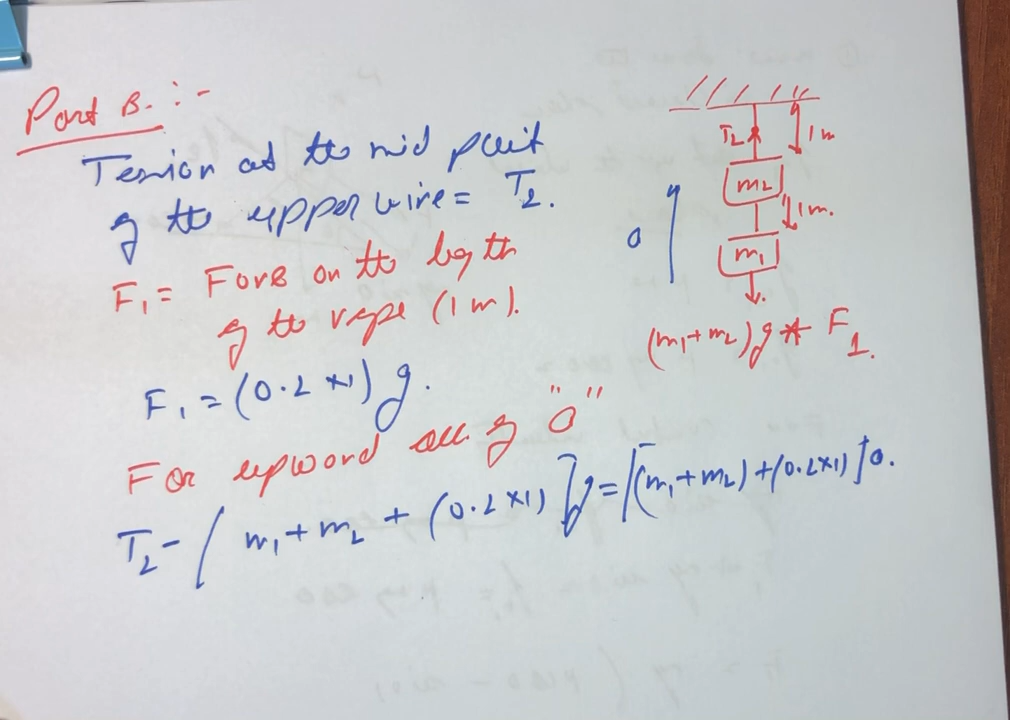 Part B. :-
Tension at the mid point
of the upper wire = T₂.
F₁ = Force on the length
of the rope (1 m).
F₁ = (0.2 ×1) g.
For upward acc. of "a"
T₂ - [ m₁ + m₂ + (0.2 ×1) ] g = [(m₁ + m₂) + (0.2×1)] a.
T₂
1 m
m₂
1 m.
a
m₁
(m₁ + m₂) g + F₁.